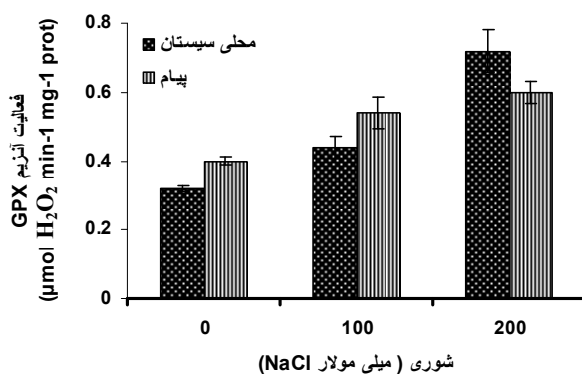 محلی سیستان
پیام
فعالیت آنزیم GPX
(µmol H₂O₂ min-1 mg-1 prot)
0.8
0.6
0.4
0.2
0
0 100 200
شوری ( میلی مولار NaCl)